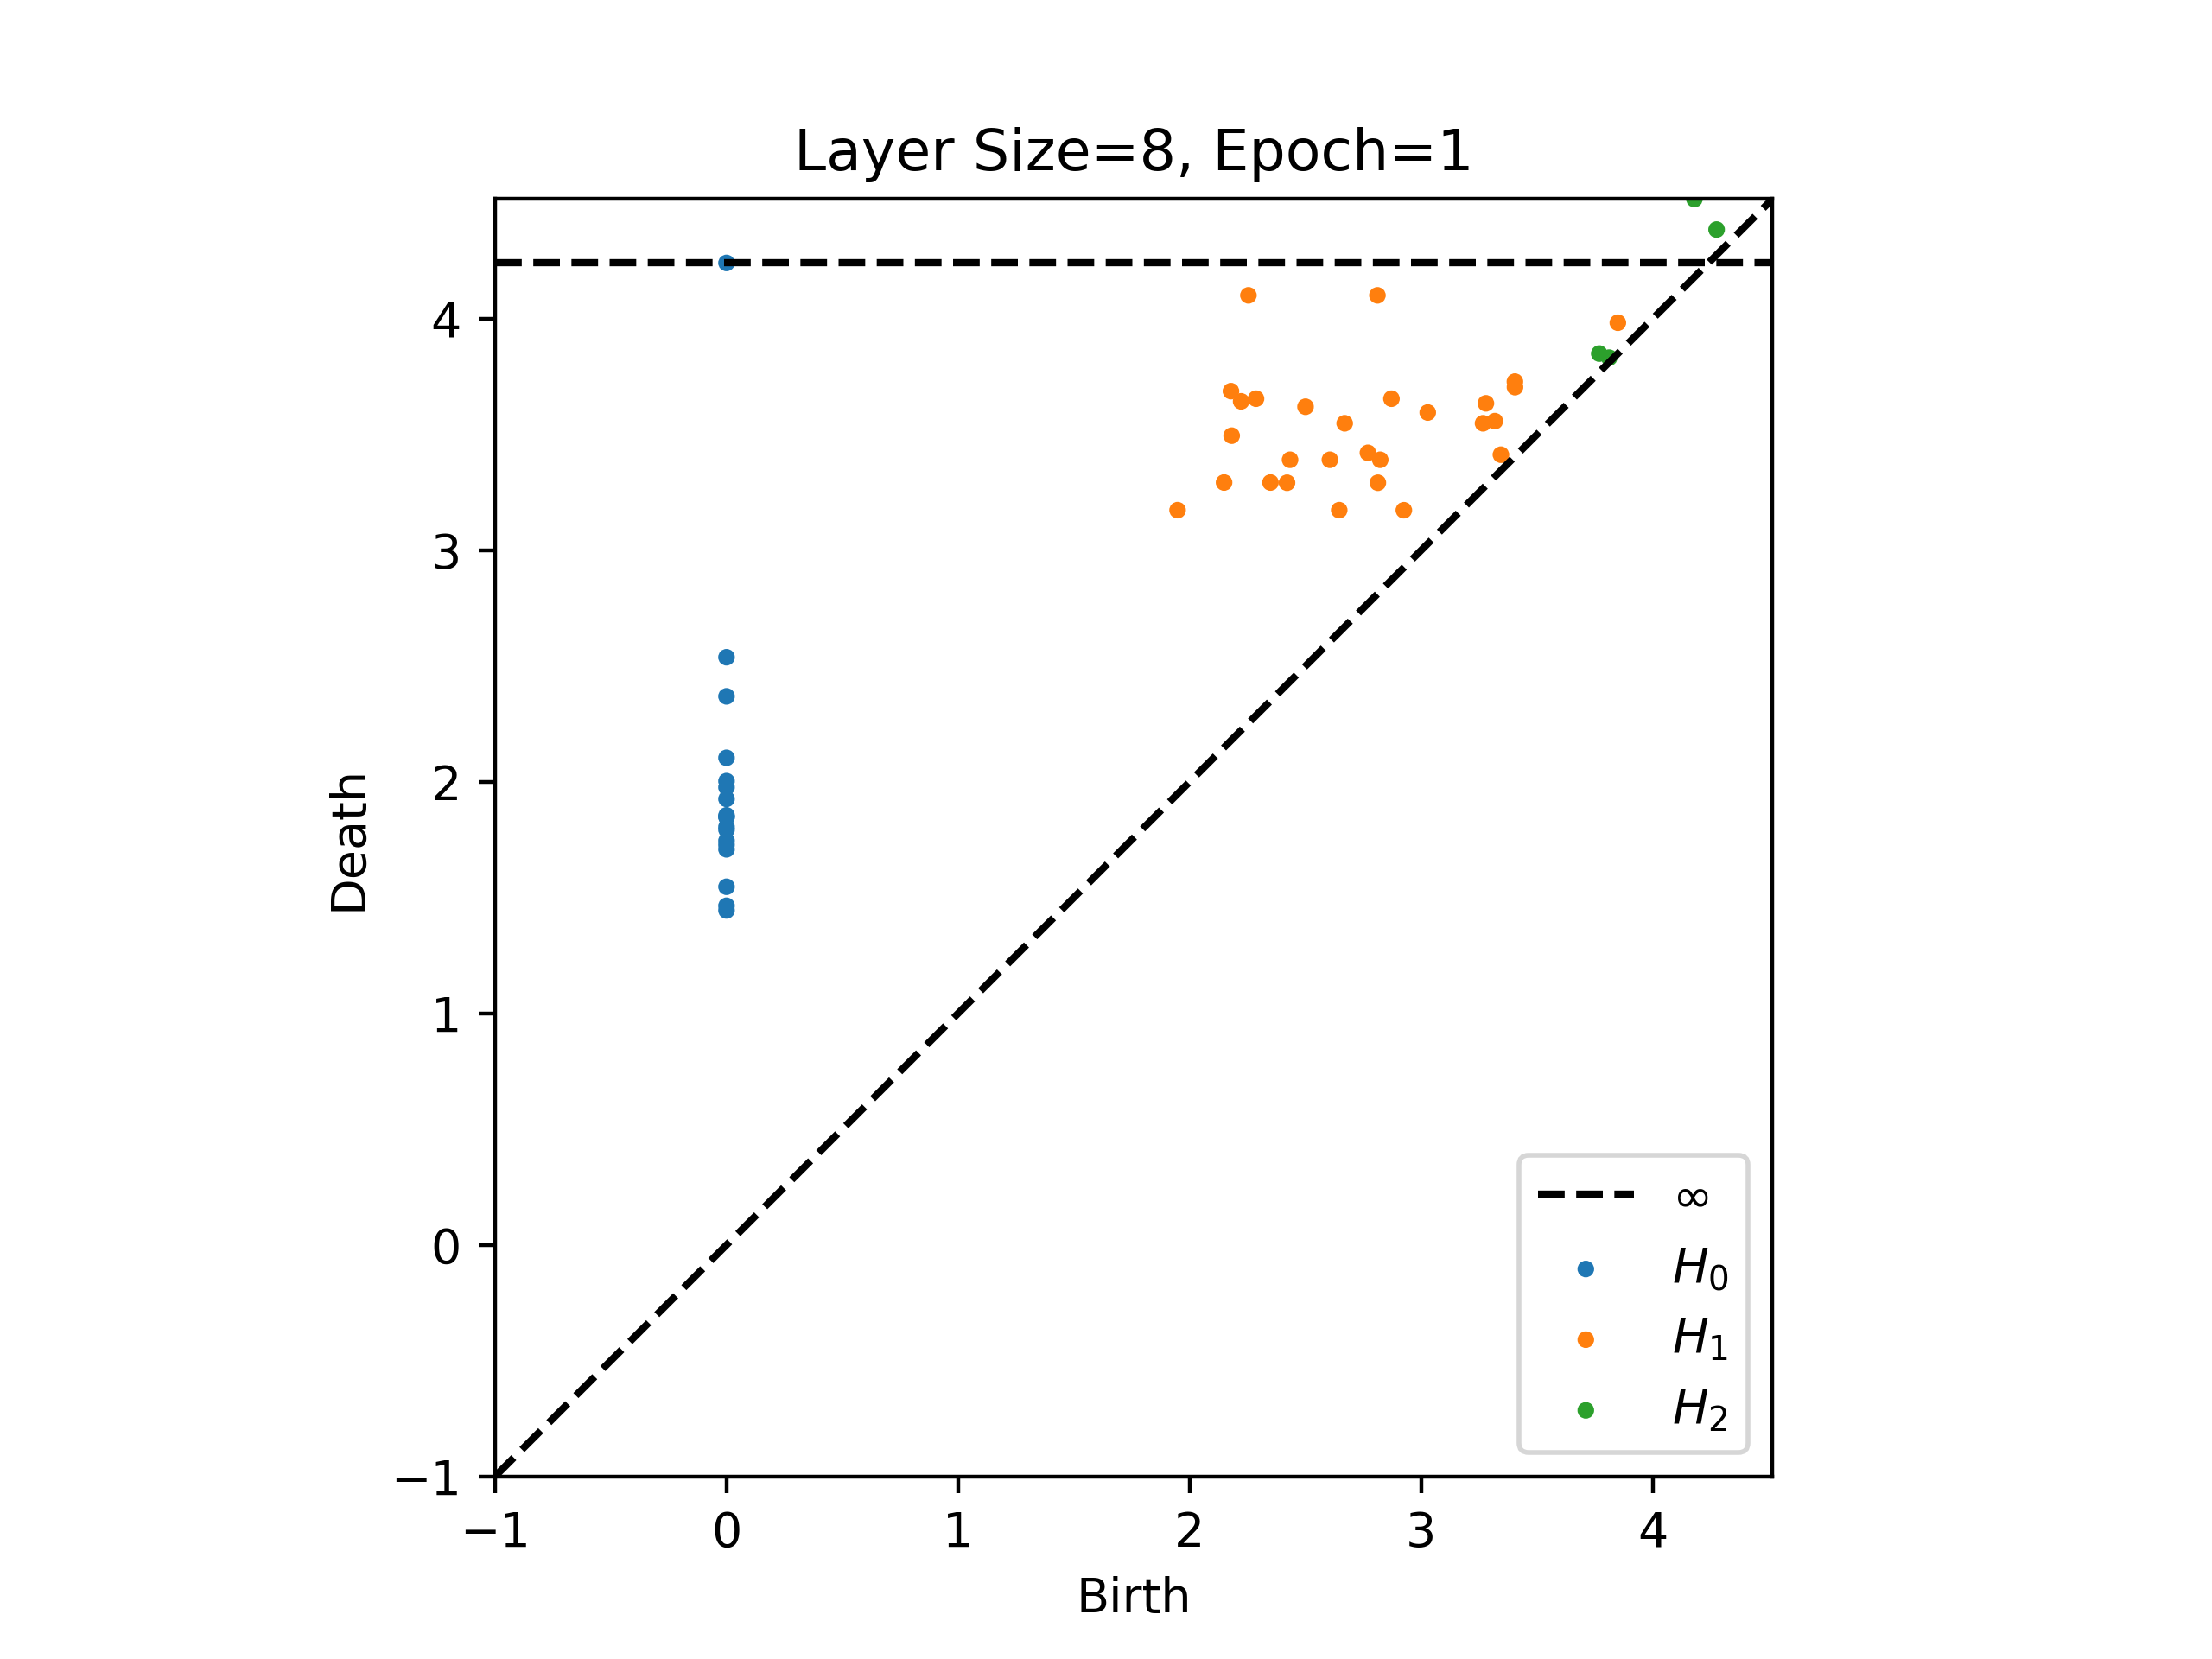 Layer Size=8, Epoch=1
4
3
2
1
0
−1
Death
−1 0 1 2 3 4
Birth
∞
H₀
H₁
H₂